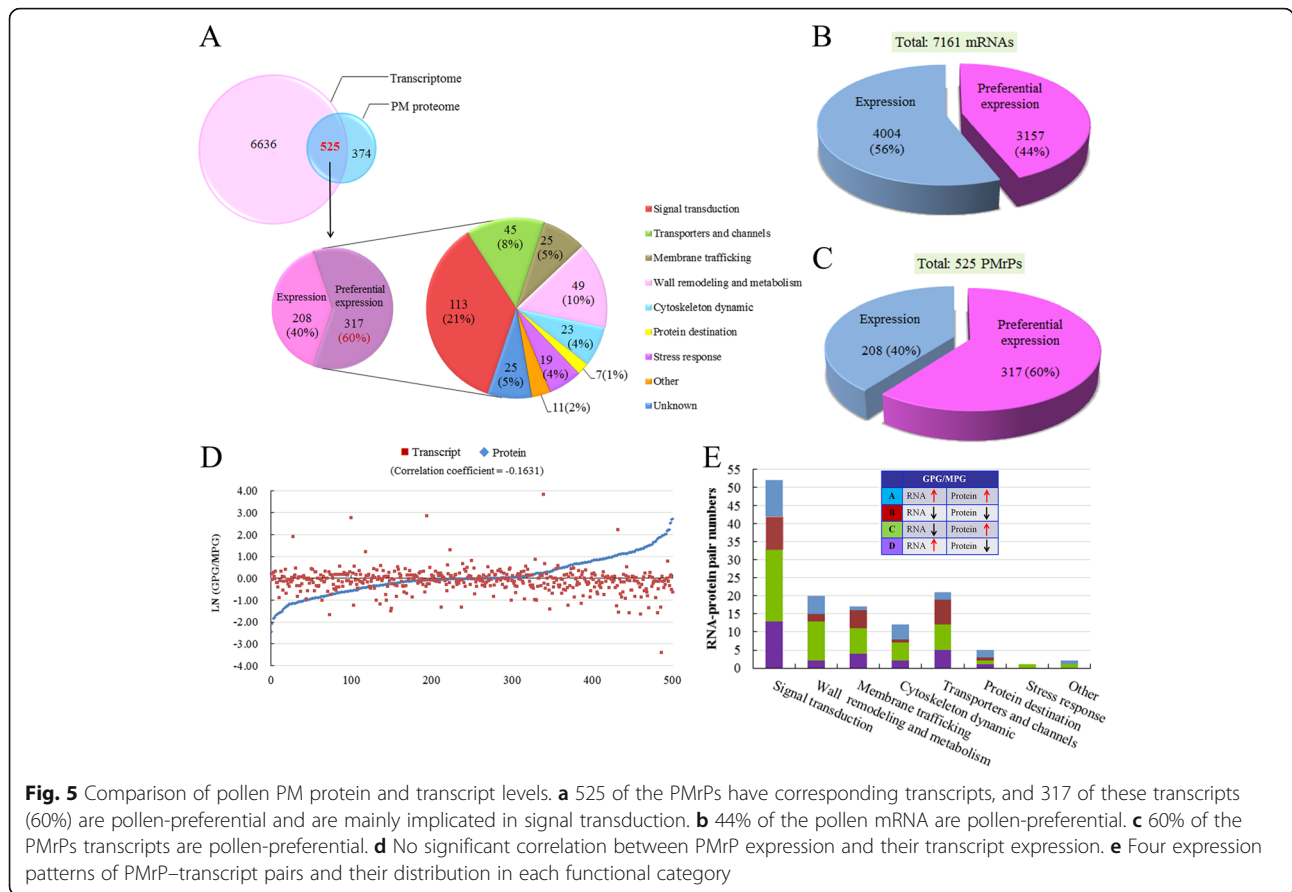 A
Transcriptome
PM proteome
6636
525
374
Expression
208
(40%)
Preferential
expression
317
(60%)
45
(8%)
25
(5%)
113
(21%)
49
(10%)
23
(4%)
7(1%)
19
(4%)
25
(5%)
11(2%)
Signal transduction
Transporters and channels
Membrane trafficking
Wall remodeling and metabolism
Cytoskeleton dynamic
Protein destination
Stress response
Other
Unknown
B
Total: 7161 mRNAs
Expression
4004
(56%)
Preferential
expression
3157
(44%)
C
Total: 525 PMrPs
Expression
208 (40%)
Preferential
expression
317 (60%)
D
Transcript
Protein
(Correlation coefficient = -0.1631)
LN (GPG/MPG)
4.00
3.00
2.00
1.00
0.00
-1.00
-2.00
-3.00
-4.00
0
100
200
300
400
500
E
RNA-protein pair numbers
55
50
45
40
35
30
25
20
15
10
5
0
GPG/MPG
A RNA ↑ Protein ↑
B RNA ↓ Protein ↓
C RNA ↓ Protein ↑
D RNA ↑ Protein ↓
Signal transduction
Wall remodeling and metabolism
Membrane trafficking
Cytoskeleton dynamic
Transporters and channels
Protein destination
Stress response
Other
Fig. 5 Comparison of pollen PM protein and transcript levels. a 525 of the PMrPs have corresponding transcripts, and 317 of these transcripts
(60%) are pollen-preferential and are mainly implicated in signal transduction. b 44% of the pollen mRNA are pollen-preferential. c 60% of the
PMrPs transcripts are pollen-preferential. d No significant correlation between PMrP expression and their transcript expression. e Four expression
patterns of PMrP–transcript pairs and their distribution in each functional category